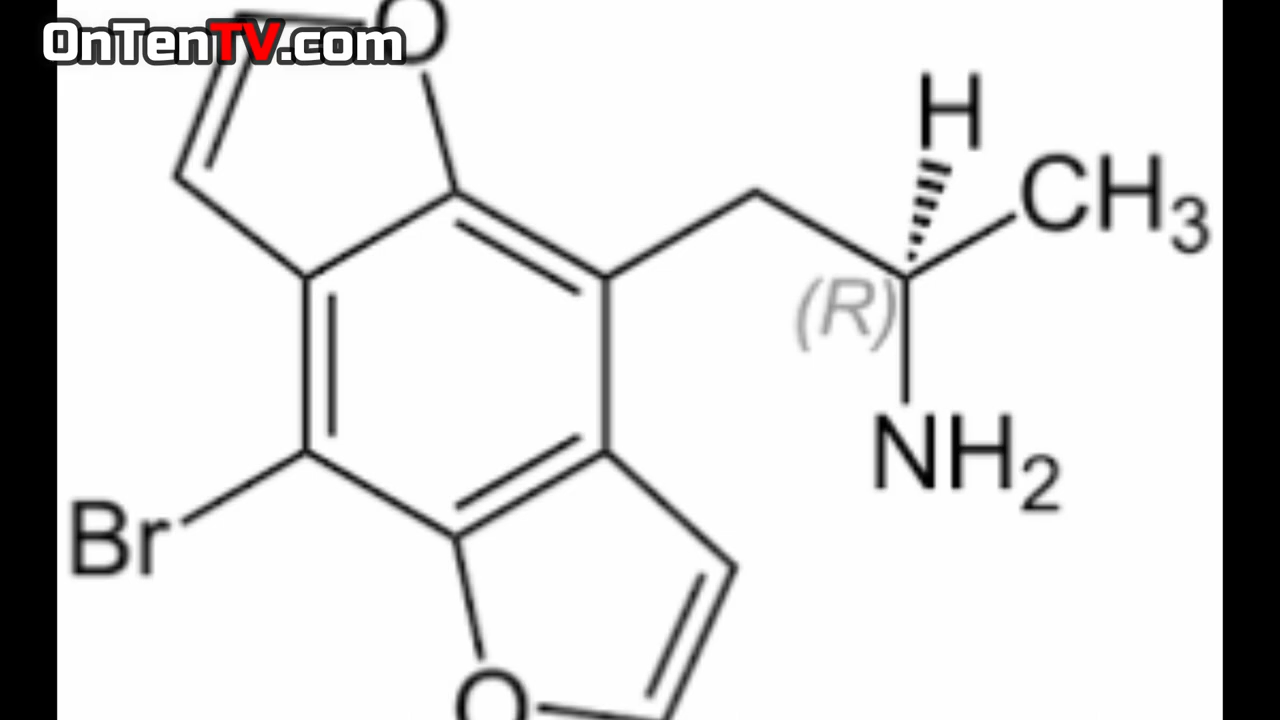 OnTenTV.com
O
H
CH₃
(R)
NH₂
Br
O